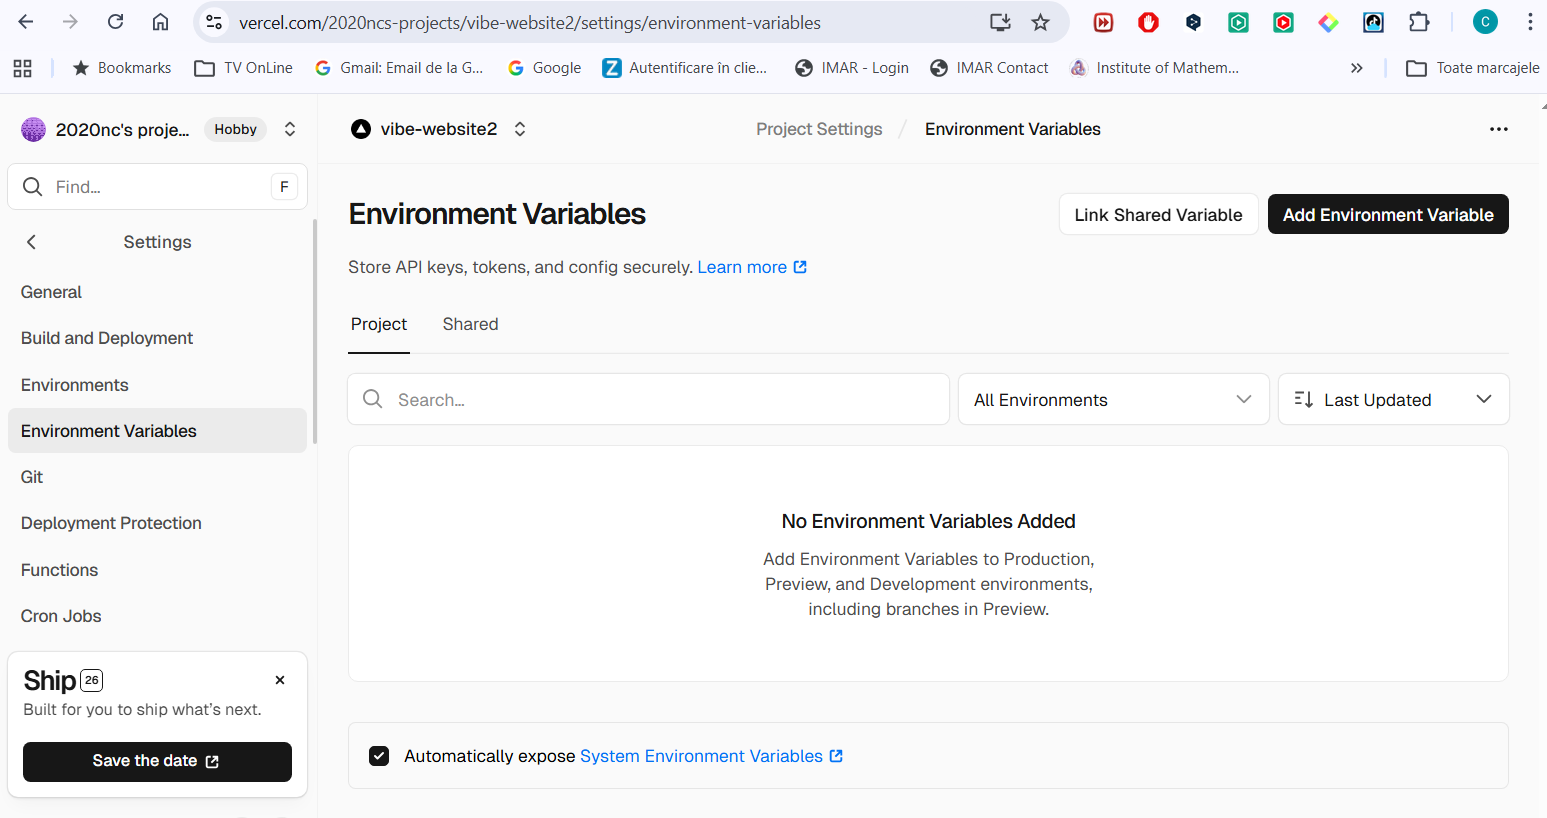 vercel.com/2020ncs-projects/vibe-website2/settings/environment-variables
C
Bookmarks
TV OnLine
Gmail: Email de la G...
Google
Autentificare în clie...
IMAR - Login
IMAR Contact
Institute of Mathem...
Toate marcajele
2020nc's proje...
Hobby
vibe-website2
Project Settings / Environment Variables
Find...
F
Settings
General
Build and Deployment
Environments
Environment Variables
Git
Deployment Protection
Functions
Cron Jobs
Ship 26
Built for you to ship what's next.
Save the date
Environment Variables
Link Shared Variable
Add Environment Variable
Store API keys, tokens, and config securely. Learn more
Project
Shared
Search...
All Environments
Last Updated
No Environment Variables Added
Add Environment Variables to Production,
Preview, and Development environments,
including branches in Preview.
Automatically expose System Environment Variables